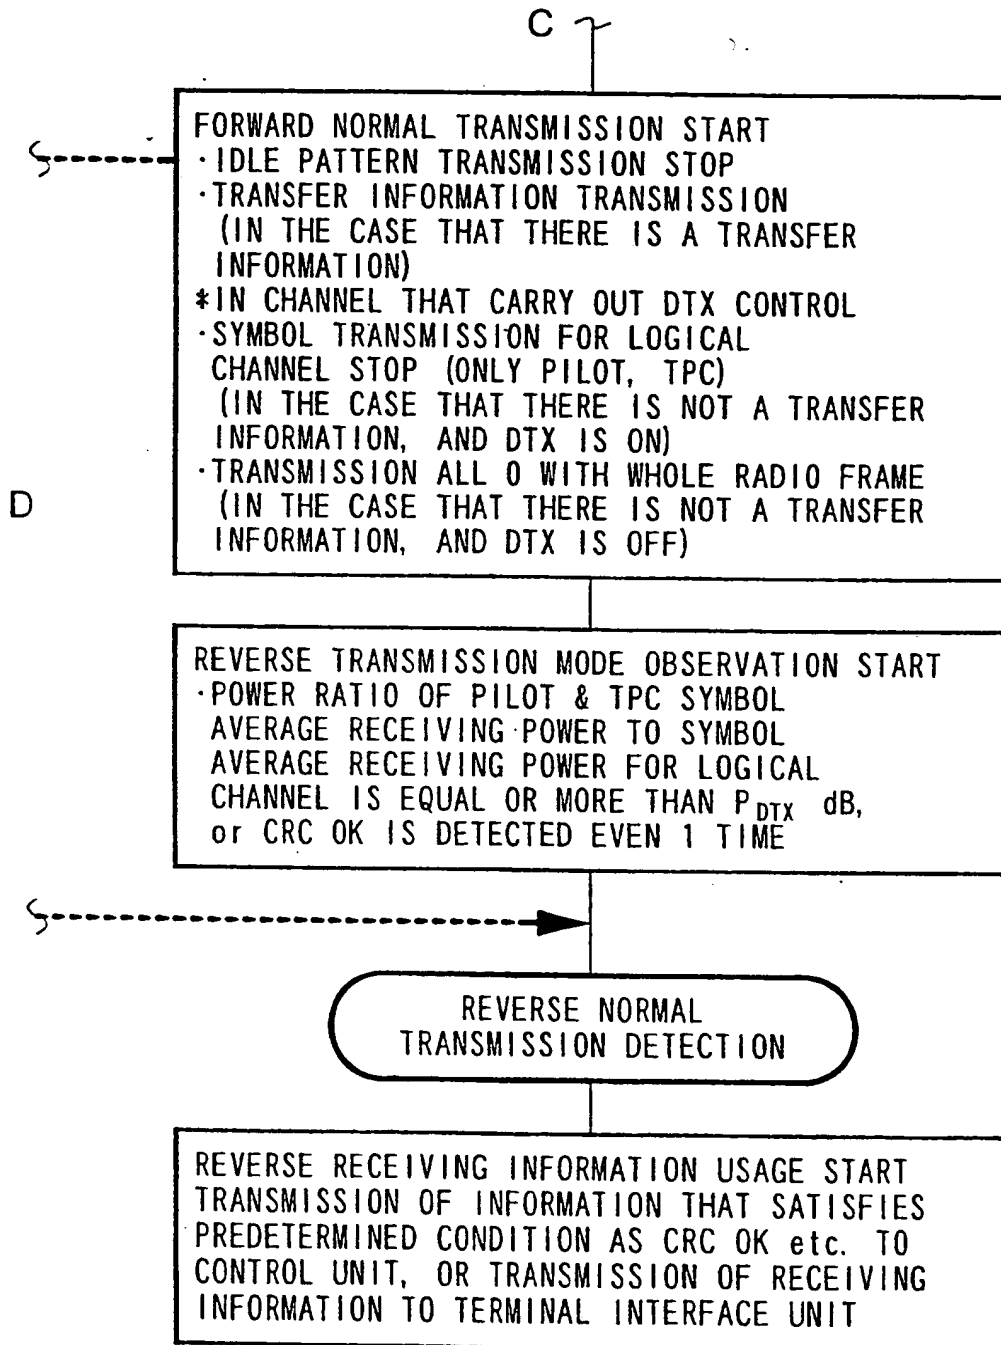 C
FORWARD NORMAL TRANSMISSION START
·IDLE PATTERN TRANSMISSION STOP
·TRANSFER INFORMATION TRANSMISSION
(IN THE CASE THAT THERE IS A TRANSFER
INFORMATION)
*IN CHANNEL THAT CARRY OUT DTX CONTROL
·SYMBOL TRANSMISSION FOR LOGICAL
CHANNEL STOP (ONLY PILOT, TPC)
(IN THE CASE THAT THERE IS NOT A TRANSFER
INFORMATION, AND DTX IS ON)
·TRANSMISSION ALL 0 WITH WHOLE RADIO FRAME
(IN THE CASE THAT THERE IS NOT A TRANSFER
INFORMATION, AND DTX IS OFF)
D
REVERSE TRANSMISSION MODE OBSERVATION START
·POWER RATIO OF PILOT & TPC SYMBOL
AVERAGE RECEIVING POWER TO SYMBOL
AVERAGE RECEIVING POWER FOR LOGICAL
CHANNEL IS EQUAL OR MORE THAN PDTX dB,
or CRC OK IS DETECTED EVEN 1 TIME
REVERSE NORMAL
TRANSMISSION DETECTION
REVERSE RECEIVING INFORMATION USAGE START
TRANSMISSION OF INFORMATION THAT SATISFIES
PREDETERMINED CONDITION AS CRC OK etc. TO
CONTROL UNIT, OR TRANSMISSION OF RECEIVING
INFORMATION TO TERMINAL INTERFACE UNIT